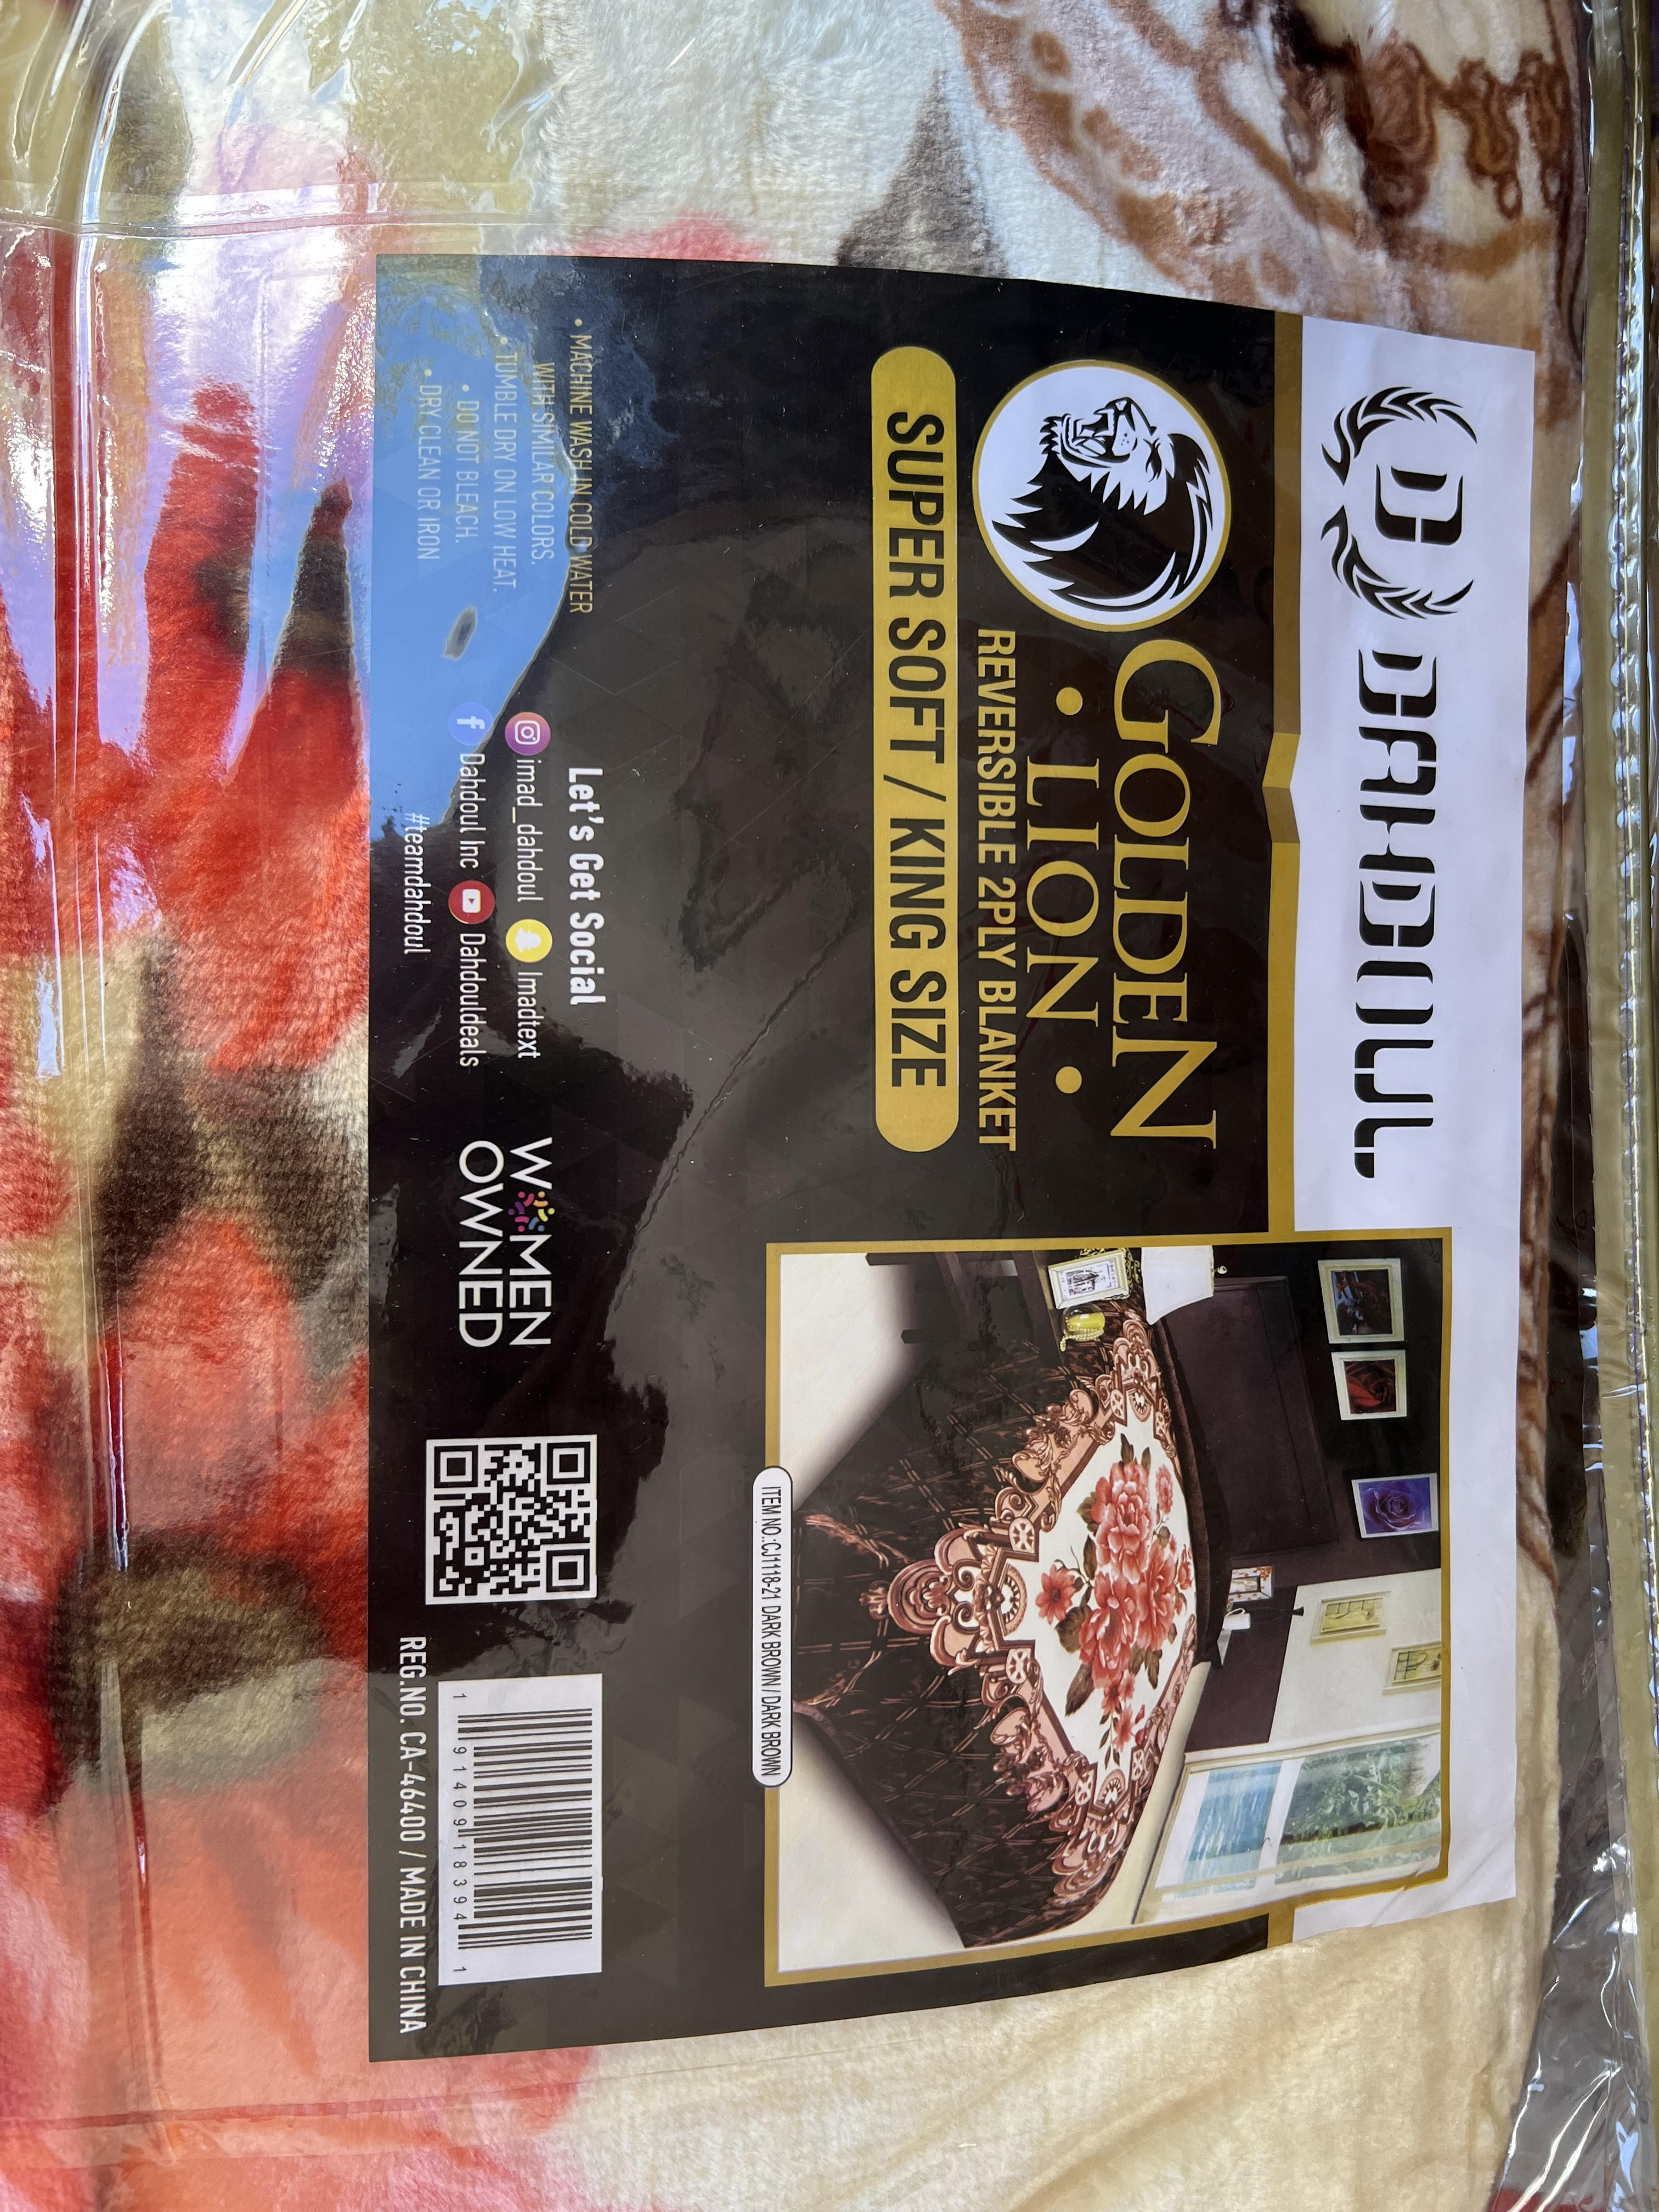 D DAHDOUL
GOLDEN
• LION •
REVERSIBLE 2PLY BLANKET
SUPER SOFT / KING SIZE
ITEM NO.:CJ1118-21 DARK BROWN / DARK BROWN
• MACHINE WASH IN COLD WATER
WITH SIMILAR COLORS.
• TUMBLE DRY ON LOW HEAT.
• DO NOT BLEACH.
• DRY CLEAN OR IRON
Let's Get Social
imad_dahdoul Imadtext
f Dahdoul Inc Dahdouldeals
#teamdahdoul
WOMEN
OWNED
1 91409 18394 1
REG.NO. CA-46400 / MADE IN CHINA